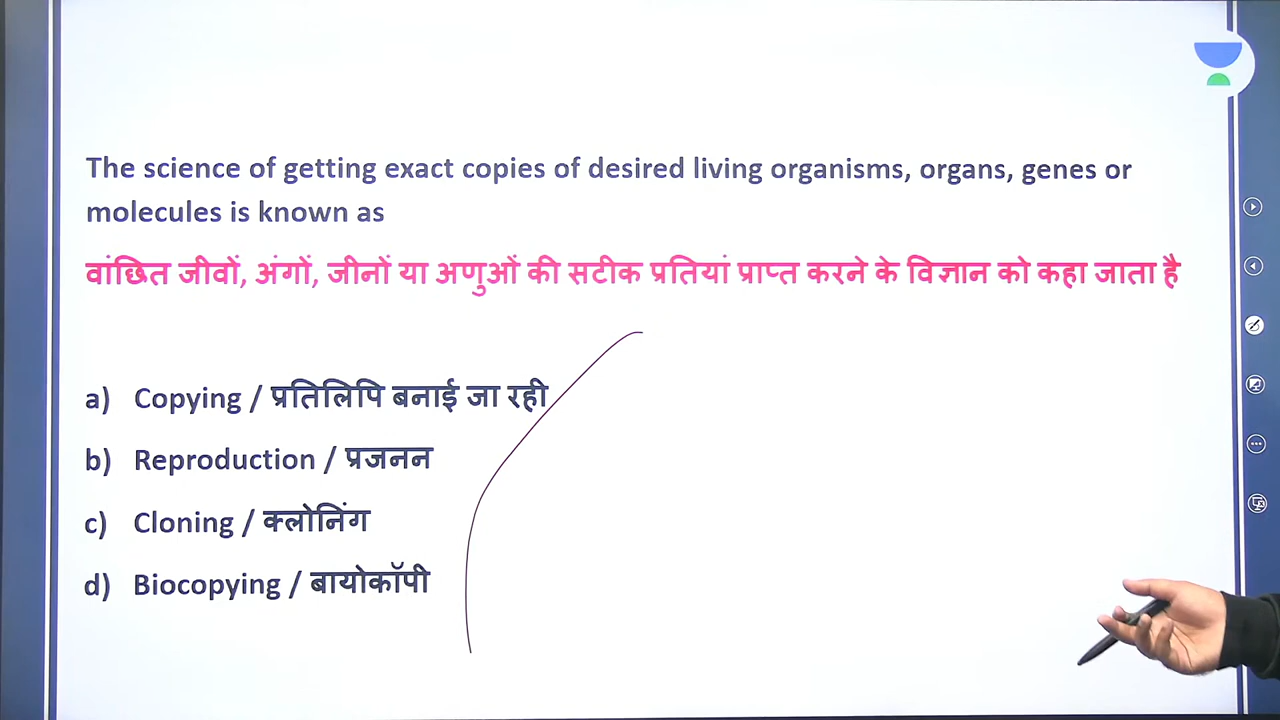 The science of getting exact copies of desired living organisms, organs, genes or
molecules is known as
वांछित जीवों, अंगों, जीनों या अणुओं की सटीक प्रतियां प्राप्त करने के विज्ञान को कहा जाता है
a) Copying / प्रतिलिपि बनाई जा रही
b) Reproduction / प्रजनन
c) Cloning / क्लोनिंग
d) Biocopying / बायोकॉपी